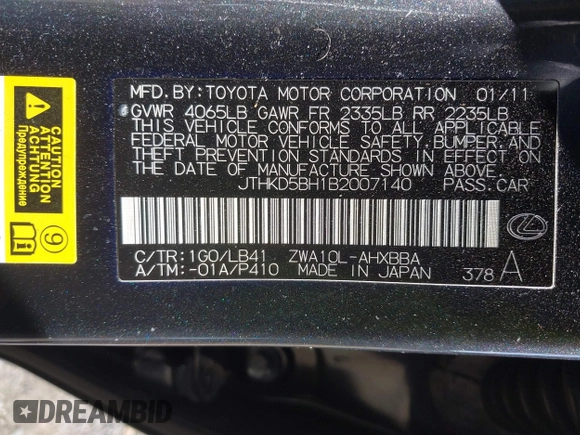 MFD. BY: TOYOTA MOTOR CORPORATION 01/11
GVWR 4065LB GAWR FR 2335LB RR 2235LB
THIS VEHICLE CONFORMS TO ALL APPLICABLE
FEDERAL MOTOR VEHICLE SAFETY, BUMPER, AND
THEFT PREVENTION STANDARDS IN EFFECT ON
THE DATE OF MANUFACTURE SHOWN ABOVE.
JTHKD5BH1B2007140 PASS. CAR
C/TR: 1G0/LB41 ZWA10L-AHXBBA
A/TM: -01A/P410 MADE IN JAPAN 378 A
CAUTION
ATTENTION
ACHTUNG
Предупреждение
9
DREAMBID